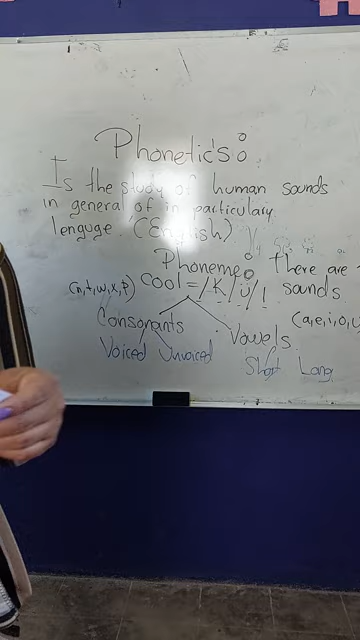 Phonetic's:
Is the study of human sounds
in general of in particulary
lenguge. (English)
Phoneme: there are
(n,t,w,x,p) cool = /K/u/l sounds
Consonants Vowels (a,e,i,o,u
Voiced Unvoiced Short Long